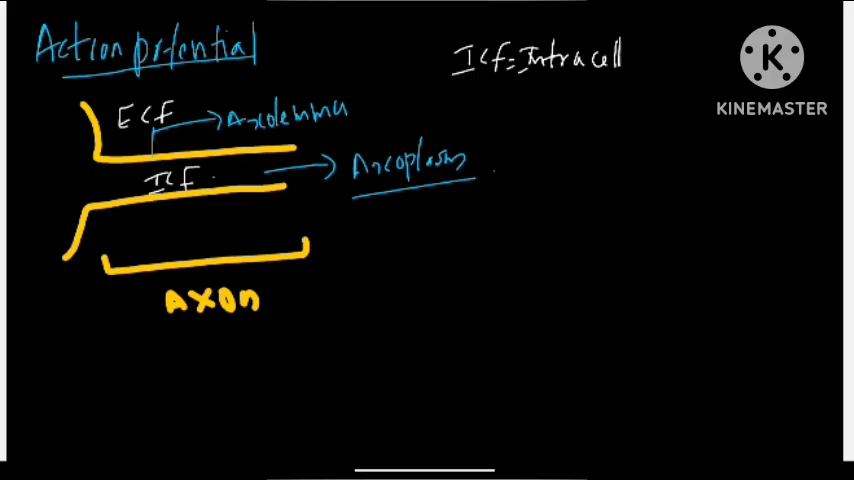 Action potential
ICF = Intracell
K
KINEMASTER
ECF
Axolemma
ICF
Axoplasm
AXOn